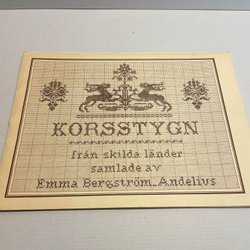 KORSSTYGN
från skilda länder
samlade av
Emma Bergström-Andelius